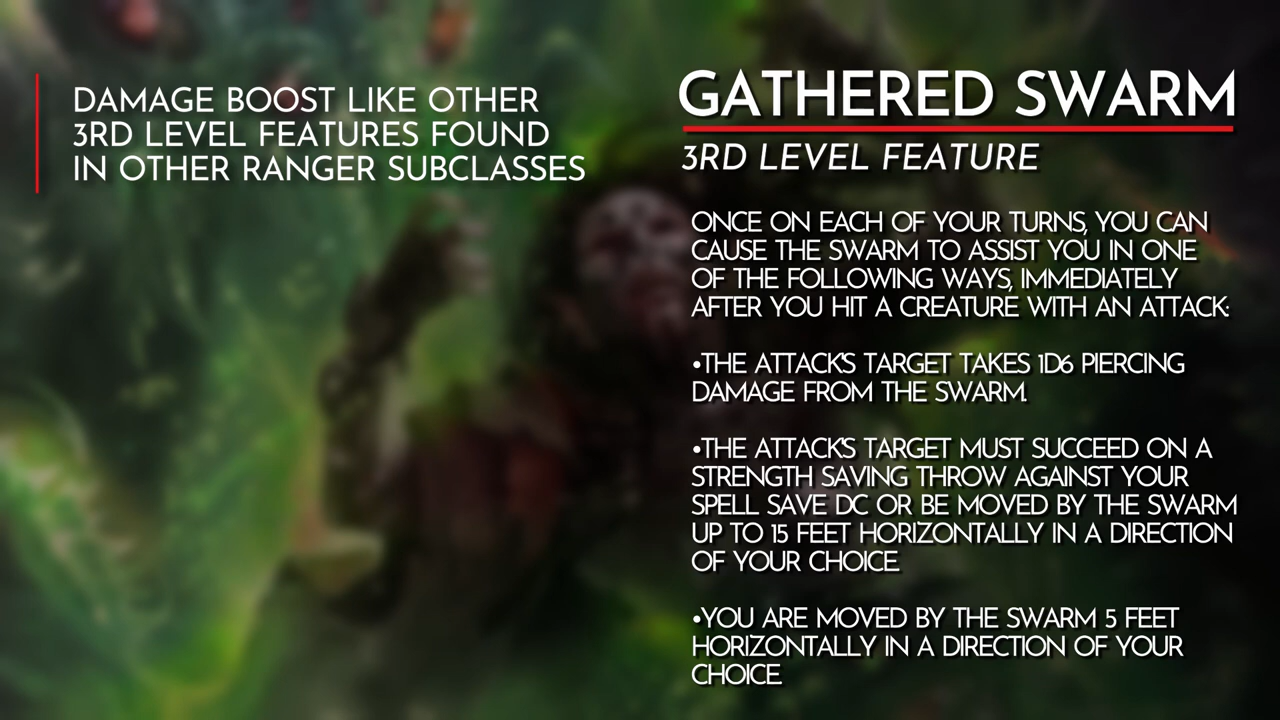 DAMAGE BOOST LIKE OTHER
3RD LEVEL FEATURES FOUND
IN OTHER RANGER SUBCLASSES
GATHERED SWARM
3RD LEVEL FEATURE
ONCE ON EACH OF YOUR TURNS, YOU CAN
CAUSE THE SWARM TO ASSIST YOU IN ONE
OF THE FOLLOWING WAYS, IMMEDIATELY
AFTER YOU HIT A CREATURE WITH AN ATTACK:
•THE ATTACK'S TARGET TAKES 1D6 PIERCING
DAMAGE FROM THE SWARM.
•THE ATTACK'S TARGET MUST SUCCEED ON A
STRENGTH SAVING THROW AGAINST YOUR
SPELL SAVE DC OR BE MOVED BY THE SWARM
UP TO 15 FEET HORIZONTALLY IN A DIRECTION
OF YOUR CHOICE.
•YOU ARE MOVED BY THE SWARM 5 FEET
HORIZONTALLY IN A DIRECTION OF YOUR
CHOICE.